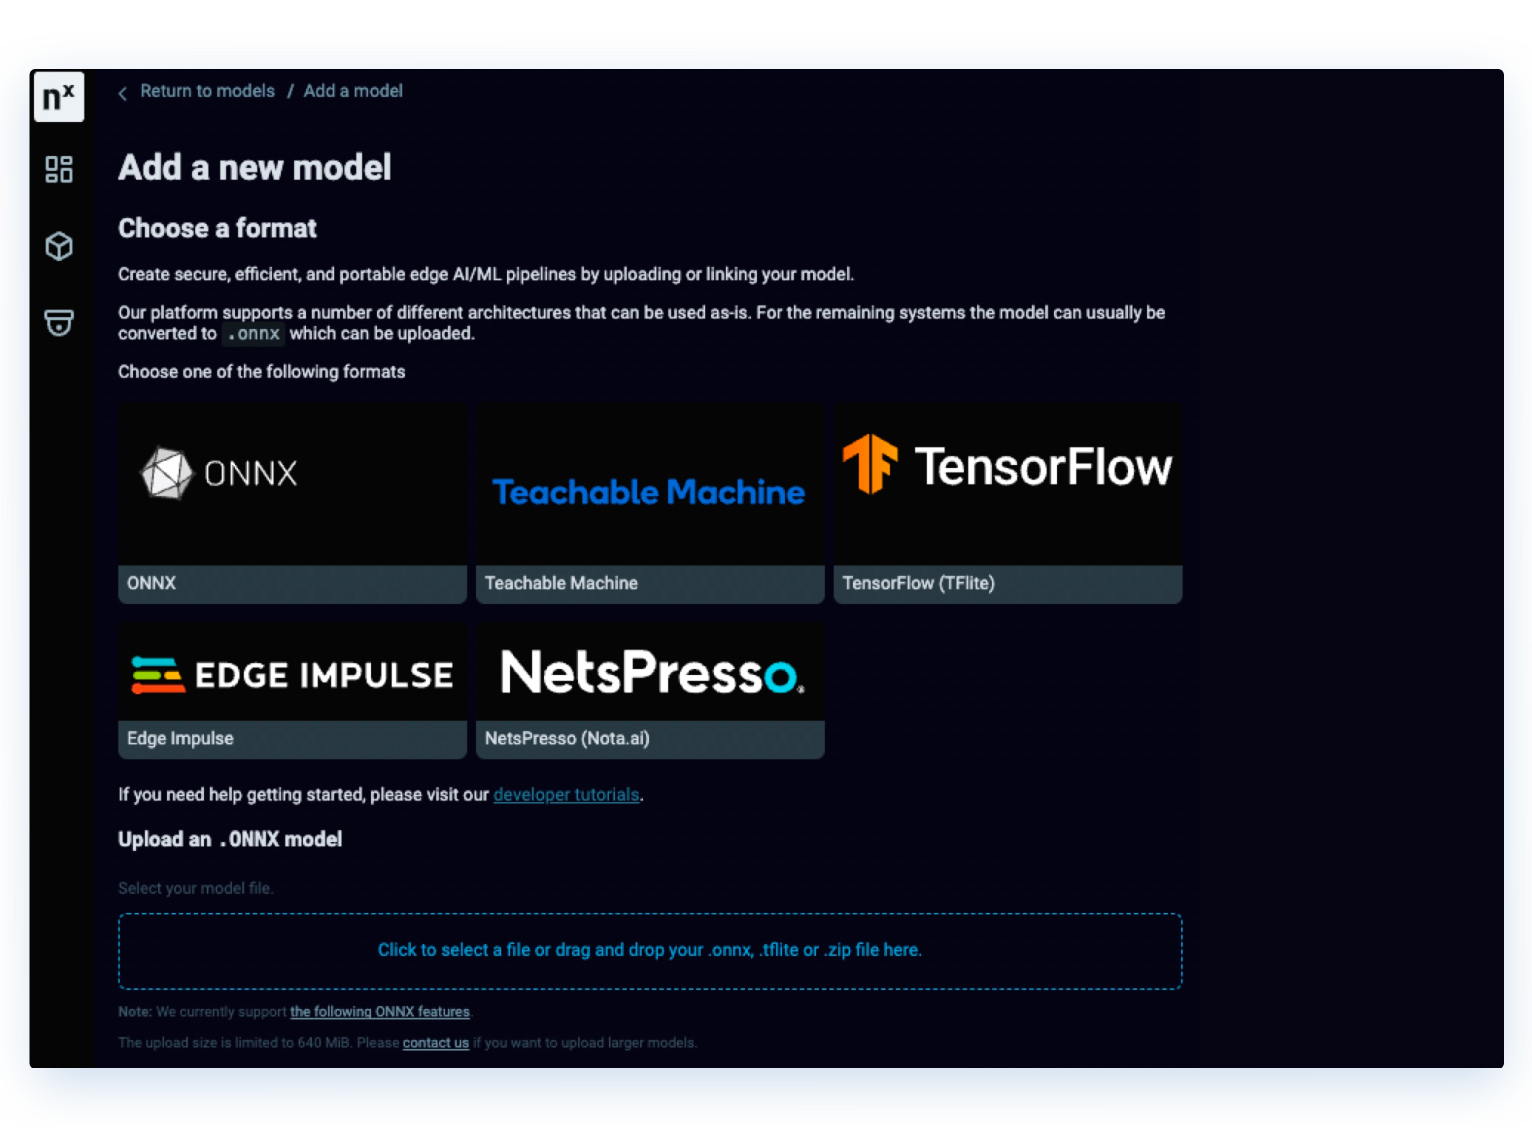 nx
Return to models / Add a model
Add a new model
Choose a format
Create secure, efficient, and portable edge AI/ML pipelines by uploading or linking your model.
Our platform supports a number of different architectures that can be used as-is. For the remaining systems the model can usually be
converted to .onnx which can be uploaded.
Choose one of the following formats
ONNX
Teachable Machine
TensorFlow
ONNX
Teachable Machine
TensorFlow (TFlite)
EDGE IMPULSE
NetsPresso®
Edge Impulse
NetsPresso (Nota.ai)
If you need help getting started, please visit our developer tutorials.
Upload an .ONNX model
Select your model file.
Click to select a file or drag and drop your .onnx, .tflite or .zip file here.
Note: We currently support the following ONNX features.
The upload size is limited to 640 MiB. Please contact us if you want to upload larger models.